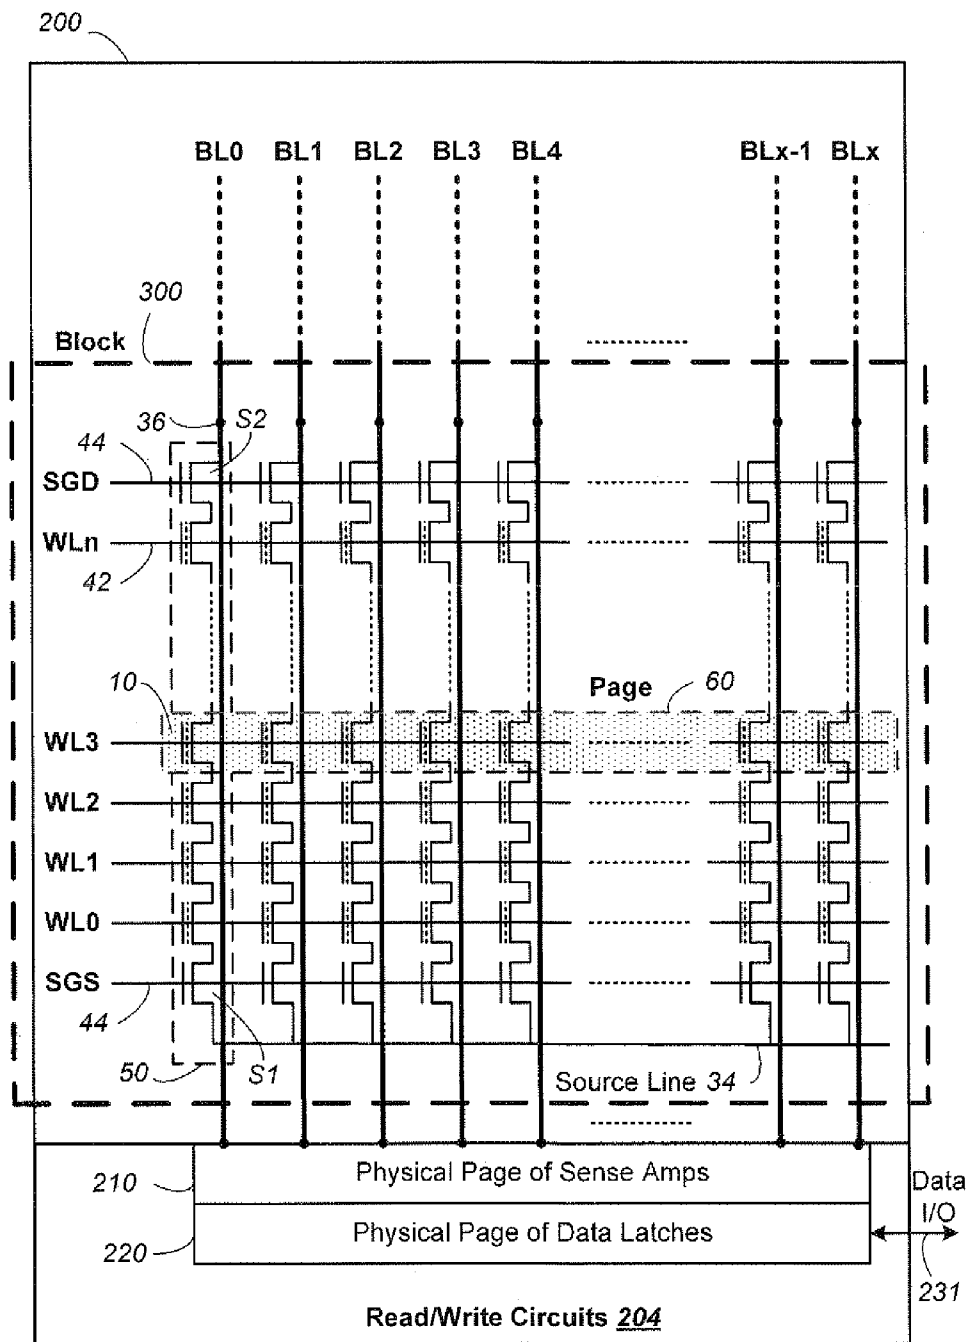 200
BL0 BL1 BL2 BL3 BL4 BLx-1 BLx
300
Block
36 S2
44
SGD
WLn
42
Page 60
10
WL3
WL2
WL1
WL0
SGS
44
50 S1
Source Line 34
210 Physical Page of Sense Amps
Data
I/O
220 Physical Page of Data Latches
231
Read/Write Circuits 204